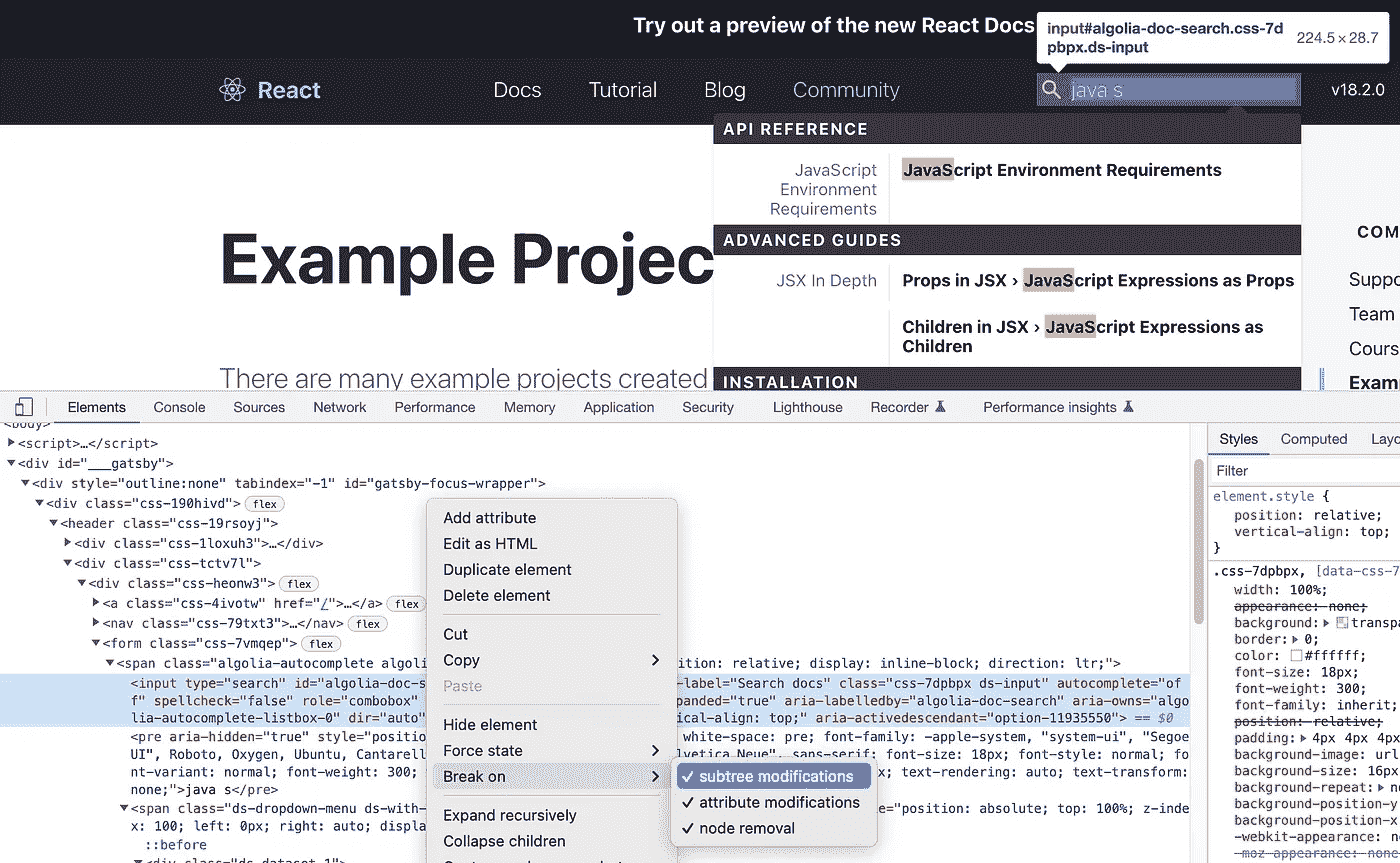 Try out a preview of the new React Docs
input#algolia-doc-search.css-7d
pbpx.ds-input
224.5 × 28.7
React
Docs
Tutorial
Blog
Community
java s
v18.2.0
API REFERENCE
JavaScript
Environment
Requirements
JavaScript Environment Requirements
ADVANCED GUIDES
JSX In Depth
Props in JSX › JavaScript Expressions as Props
Children in JSX › JavaScript Expressions as
Children
INSTALLATION
Example Projec
There are many example projects created
COM
Suppo
Team
Cours
Exam
Elements
Console
Sources
Network
Performance
Memory
Application
Security
Lighthouse
Recorder
Performance insights
<body>
<script>…</script>
<div id="___gatsby">
<div style="outline:none" tabindex="-1" id="gatsby-focus-wrapper">
<div class="css-190hivd"> flex
<header class="css-19rsoyj">
<div class="css-1loxuh3">…</div>
<div class="css-tctv7l">
<div class="css-heonw3"> flex
<a class="css-4ivotw" href="/">…</a> flex
<nav class="css-79txt3">…</nav> flex
<form class="css-7vmqep"> flex
<span class="algolia-autocomplete algoli ition: relative; display: inline-block; direction: ltr;">
<input type="search" id="algolia-doc-s -label="Search docs" class="css-7dpbpx ds-input" autocomplete="of
f" spellcheck="false" role="combobox" panded="true" aria-labelledby="algolia-doc-search" aria-owns="algo
lia-autocomplete-listbox-0" dir="auto" ical-align: top;" aria-activedescendant="option-11935550"> == $0
<pre aria-hidden="true" style="positio white-space: pre; font-family: -apple-system, "system-ui", "Segoe
UI", Roboto, Oxygen, Ubuntu, Cantarell lvetica Neue", sans-serif; font-size: 18px; font-style: normal; fo
nt-variant: normal; font-weight: 300; x; text-rendering: auto; text-transform:
none;">java s</pre>
<span class="ds-dropdown-menu ds-with- e="position: absolute; top: 100%; z-inde
x: 100; left: 0px; right: auto; displa
::before
<div class="ds-dataset-1">
Add attribute
Edit as HTML
Duplicate element
Delete element
Cut
Copy
Paste
Hide element
Force state
Break on
Expand recursively
Collapse children
subtree modifications
attribute modifications
node removal
Styles
Computed
Layo
Filter
element.style {
position: relative;
vertical-align: top;
}
.css-7dpbpx, [data-css-7
width: 100%;
appearance: none;
background: transpa
border: 0;
color: #ffffff;
font-size: 18px;
font-weight: 300;
font-family: inherit;
position: relative;
padding: 4px 4px 4px
background-image: url
background-size: 16px
background-repeat: no
background-position-y
background-position-x
-webkit-appearance: no
-moz-appearance: none